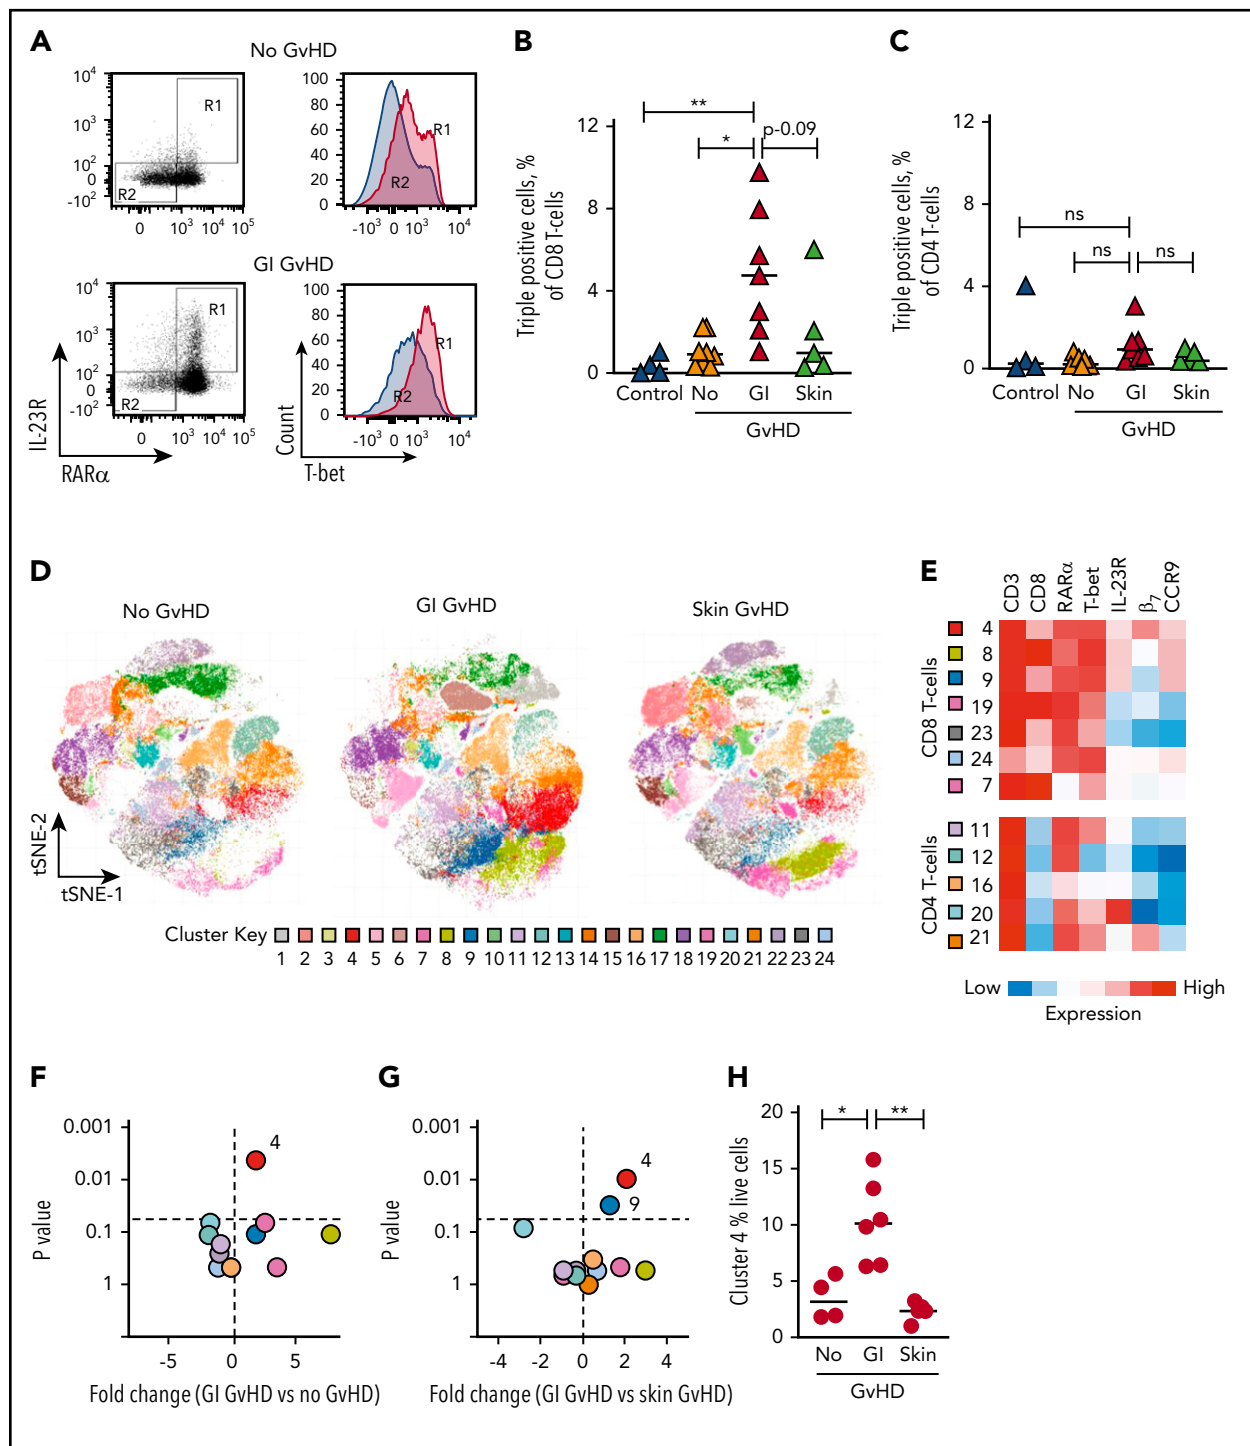 A
No GvHD
10^4
10^3
10^2
0
-10^2
R1
R2
0 10^3 10^4 10^5
100
80
60
40
20
0
R1
R2
-10^3 0 10^3 10^4
GI GvHD
10^4
10^3
10^2
0
-10^2
R1
R2
0 10^3 10^4 10^5
100
80
60
40
20
0
R1
R2
-10^3 0 10^3 10^4
IL-23R
RARα
Count
T-bet
B
Triple positive cells, %
of CD8 T-cells
12
8
4
0
**
*
p-0.09
Control No GI Skin
GvHD
C
Triple positive cells, %
of CD4 T-cells
12
8
4
0
ns
ns ns
Control No GI Skin
GvHD
D
No GvHD GI GvHD Skin GvHD
tSNE-2
tSNE-1
Cluster Key
1 2 3 4 5 6 7 8 9 10 11 12 13 14 15 16 17 18 19 20 21 22 23 24
E
CD3 CD8 RARα T-bet IL-23R β7 CCR9
CD8 T-cells
4
8
9
19
23
24
7
CD4 T-cells
11
12
16
20
21
Low High
Expression
F
P value
0.001
0.01
0.1
1
4
-5 0 5
Fold change (GI GvHD vs no GvHD)
G
P value
0.001
0.01
0.1
1
4
9
-4 -2 0 2 4
Fold change (GI GvHD vs skin GvHD)
H
Cluster 4 % live cells
20
15
10
5
0
* **
No GI Skin
GvHD